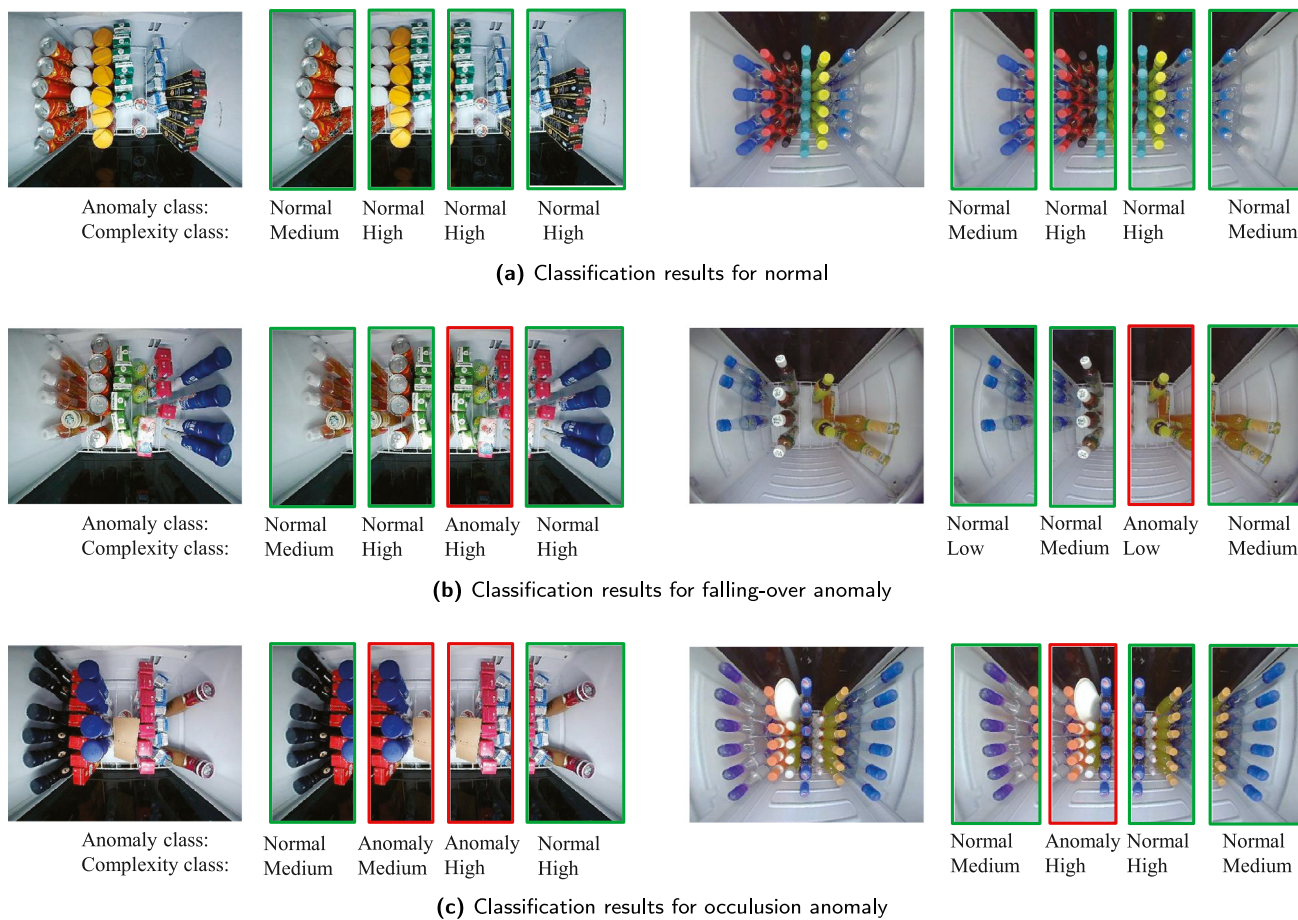 Anomaly class: Normal Normal Normal Normal
Complexity class: Medium High High High
Normal Normal Normal Normal
Medium High High Medium
(a) Classification results for normal
Anomaly class: Normal Normal Anomaly Normal
Complexity class: Medium High High High
Normal Normal Anomaly Normal
Low Medium Low Medium
(b) Classification results for falling-over anomaly
Anomaly class: Normal Anomaly Anomaly Normal
Complexity class: Medium Medium High High
Normal Anomaly Normal Normal
Medium High High Medium
(c) Classification results for occulusion anomaly